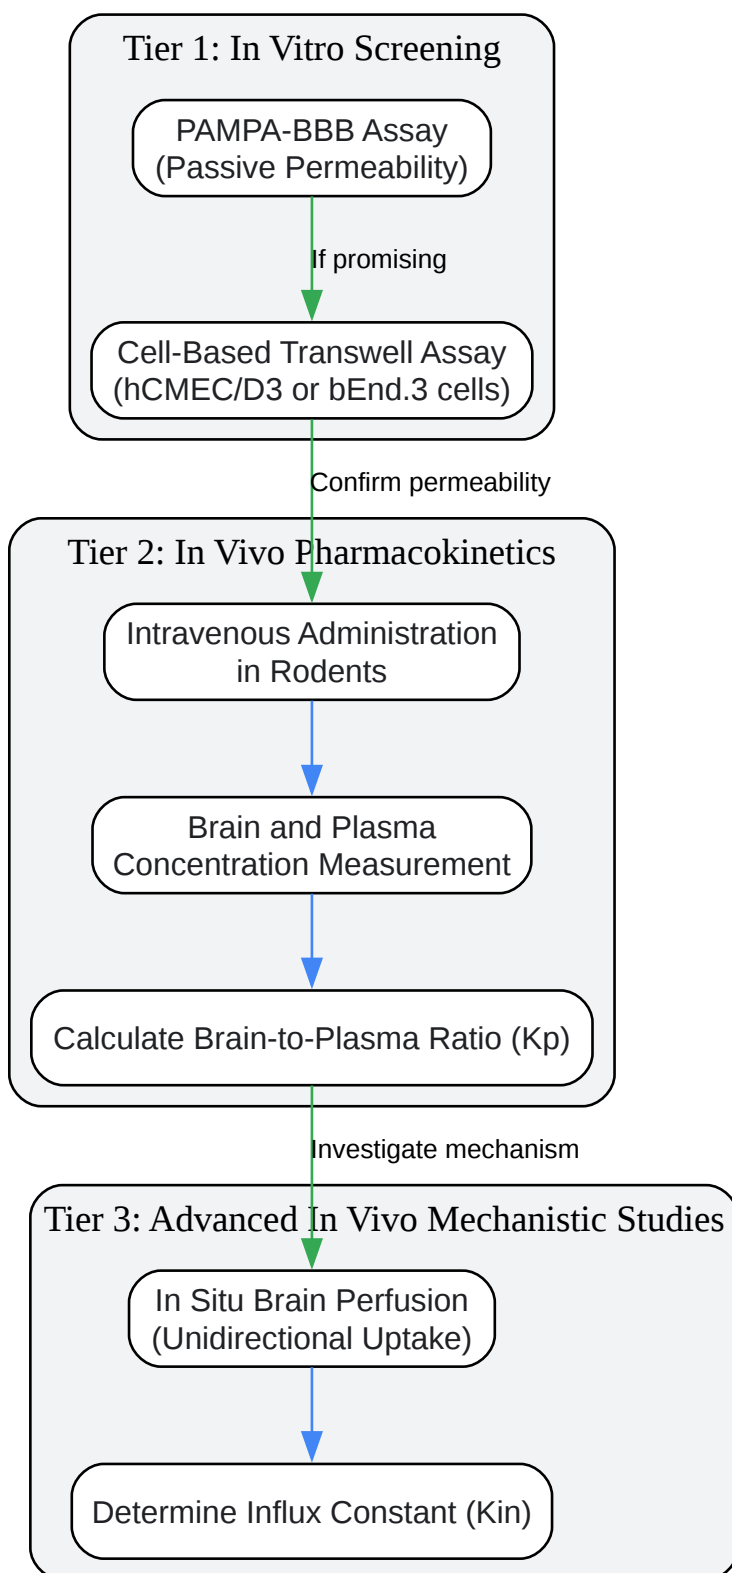 Tier 1: In Vitro Screening
PAMPA-BBB Assay
(Passive Permeability)
If promising
Cell-Based Transwell Assay
(hCMEC/D3 or bEnd.3 cells)
Confirm permeability
Tier 2: In Vivo Pharmacokinetics
Intravenous Administration
in Rodents
Brain and Plasma
Concentration Measurement
Calculate Brain-to-Plasma Ratio (Kp)
Investigate mechanism
Tier 3: Advanced In Vivo Mechanistic Studies
In Situ Brain Perfusion
(Unidirectional Uptake)
Determine Influx Constant (Kin)